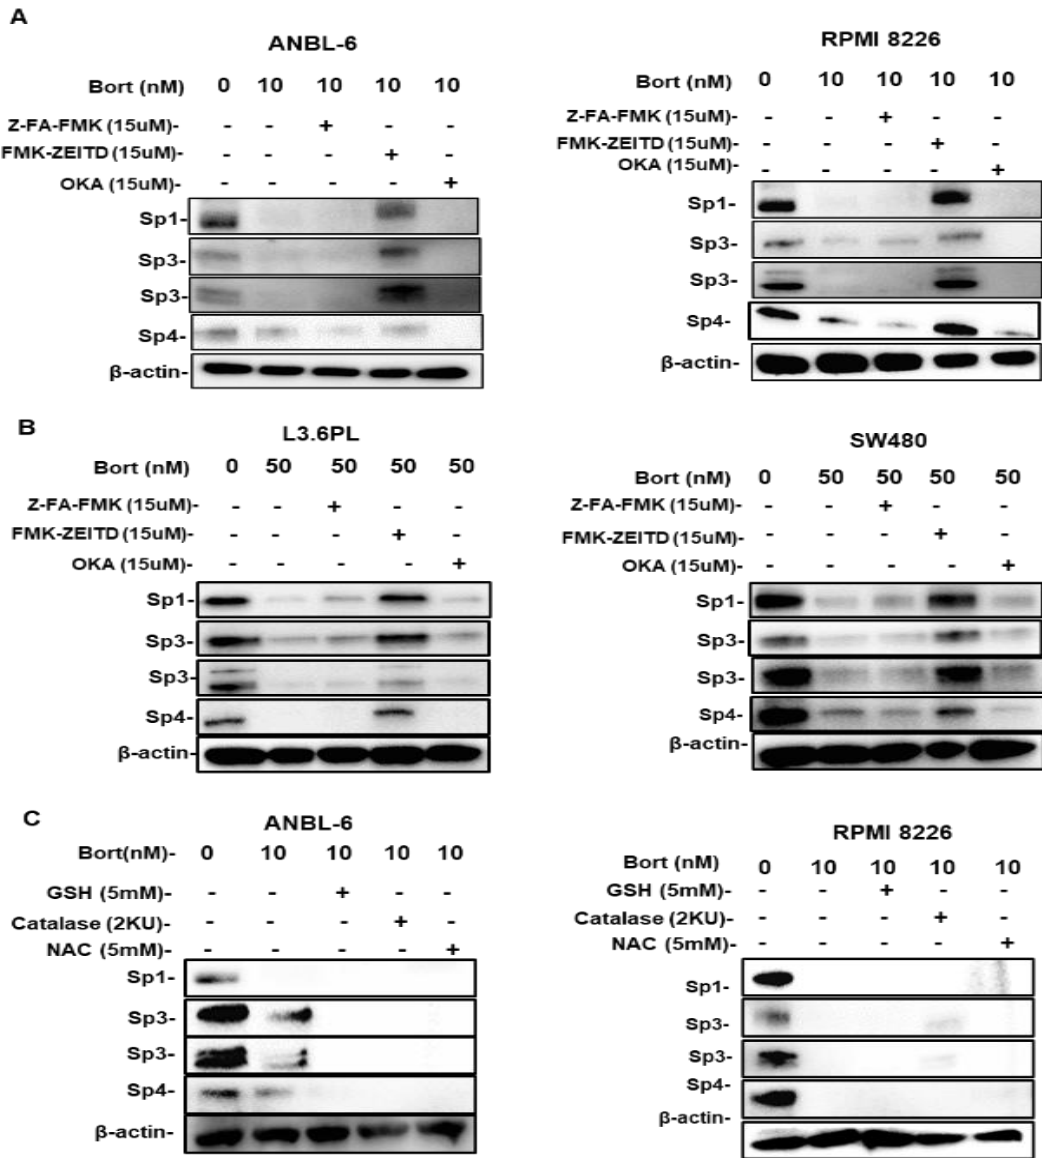 A
ANBL-6
Bort (nM) 0 10 10 10 10
Z-FA-FMK (15uM)- - - + - -
FMK-ZEITD (15uM)- - - - + -
OKA (15uM)- - - - - +
Sp1-
Sp3-
Sp3-
Sp4-
β-actin-
RPMI 8226
Bort (nM) 0 10 10 10 10
Z-FA-FMK (15uM)- - - + - -
FMK-ZEITD (15uM)- - - - + -
OKA (15uM)- - - - - +
Sp1-
Sp3-
Sp3-
Sp4-
β-actin-
B
L3.6PL
Bort (nM) 0 50 50 50 50
Z-FA-FMK (15uM)- - - + - -
FMK-ZEITD (15uM)- - - - + -
OKA (15uM)- - - - - +
Sp1-
Sp3-
Sp3-
Sp4-
β-actin-
SW480
Bort (nM) 0 50 50 50 50
Z-FA-FMK (15uM)- - - + - -
FMK-ZEITD (15uM)- - - - + -
OKA (15uM)- - - - - +
Sp1-
Sp3-
Sp3-
Sp4-
β-actin-
C
ANBL-6
Bort(nM)- 0 10 10 10 10
GSH (5mM)- - - + - -
Catalase (2KU)- - - - + -
NAC (5mM)- - - - - +
Sp1-
Sp3-
Sp3-
Sp4-
β-actin-
RPMI 8226
Bort (nM) 0 10 10 10 10
GSH (5mM)- - - + - -
Catalase (2KU)- - - - + -
NAC (5mM)- - - - - +
Sp1-
Sp3-
Sp3-
Sp4-
β-actin-